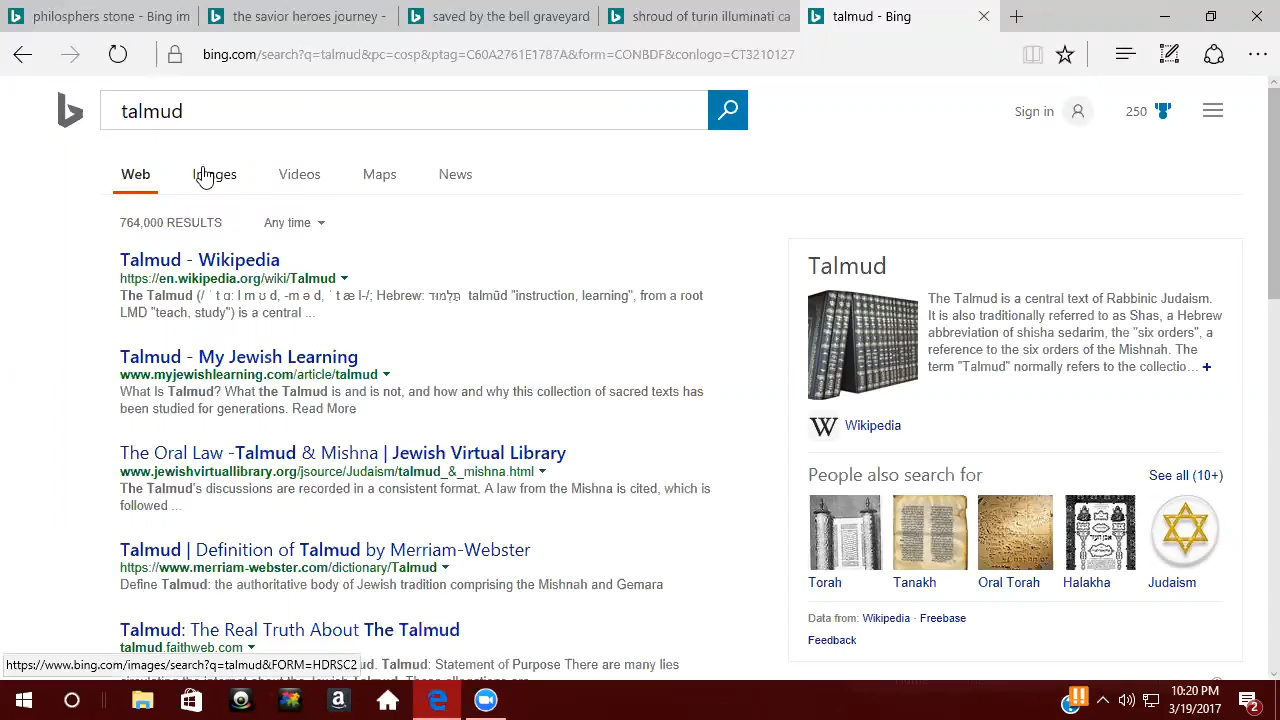 philosophers stone - Bing im
the savior heroes journey -
saved by the bell graveyard
shroud of turin illuminati ca
talmud - Bing
bing.com/search?q=talmud&pc=cosp&ptag=C60A2761E1787A&form=CONBDF&conlogo=CT3210127
talmud
Sign in
250
Web
Images
Videos
Maps
News
764,000 RESULTS
Any time
Talmud - Wikipedia
https://en.wikipedia.org/wiki/Talmud
The Talmud (/ ˈ t ɑː l m ʊ d, -m ə d, ˈ t æ l -/; Hebrew: תַּלְמוּד talmūd "instruction, learning", from a root
LMD "teach, study") is a central ...
Talmud - My Jewish Learning
www.myjewishlearning.com/article/talmud
What Is Talmud? What the Talmud is and is not, and how and why this collection of sacred texts has
been studied for generations. Read More
The Oral Law -Talmud & Mishna | Jewish Virtual Library
www.jewishvirtuallibrary.org/jsource/Judaism/talmud_&_mishna.html
The Talmud's discussions are recorded in a consistent format. A law from the Mishna is cited, which is
followed ...
Talmud | Definition of Talmud by Merriam-Webster
https://www.merriam-webster.com/dictionary/Talmud
Define Talmud: the authoritative body of Jewish tradition comprising the Mishnah and Gemara
Talmud: The Real Truth About The Talmud
talmud.faithweb.com
ud. Talmud: Statement of Purpose There are many lies
https://www.bing.com/images/search?q=talmud&FORM=HDRSC2
Talmud
The Talmud is a central text of Rabbinic Judaism.
It is also traditionally referred to as Shas, a Hebrew
abbreviation of shisha sedarim, the "six orders", a
reference to the six orders of the Mishnah. The
term "Talmud" normally refers to the collectio... +
W Wikipedia
People also search for
See all (10+)
Torah
Tanakh
Oral Torah
Halakha
Judaism
Data from: Wikipedia · Freebase
Feedback
10:20 PM
3/19/2017
2